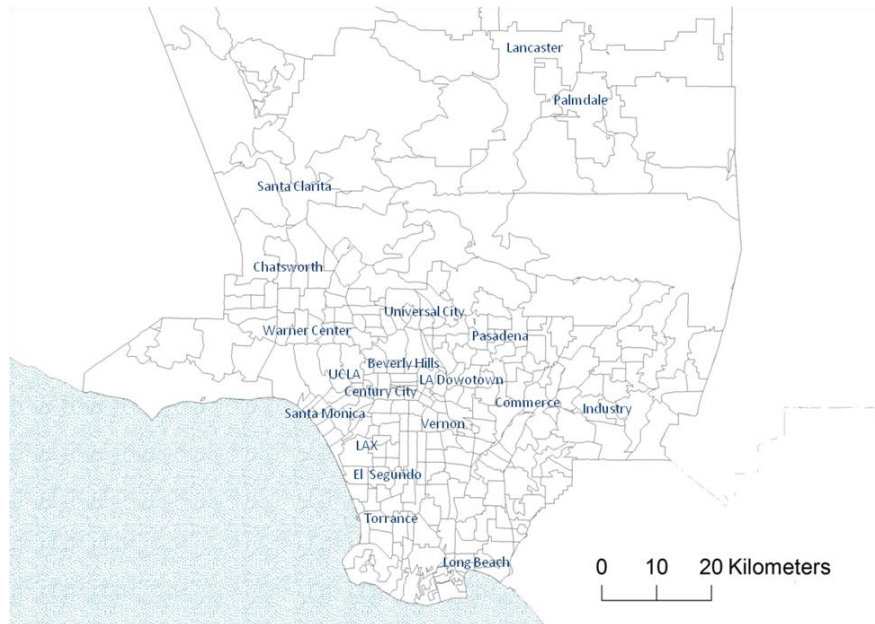 Lancaster
Palmdale
Santa Clarita
Chatsworth
Universal City
Warner Center
Pasadena
Beverly Hills
UCLA
LA Dowotown
Century City
Commerce
Industry
Santa Monica
Vernon
LAX
El Segundo
Torrance
Long Beach
0 10 20 Kilometers